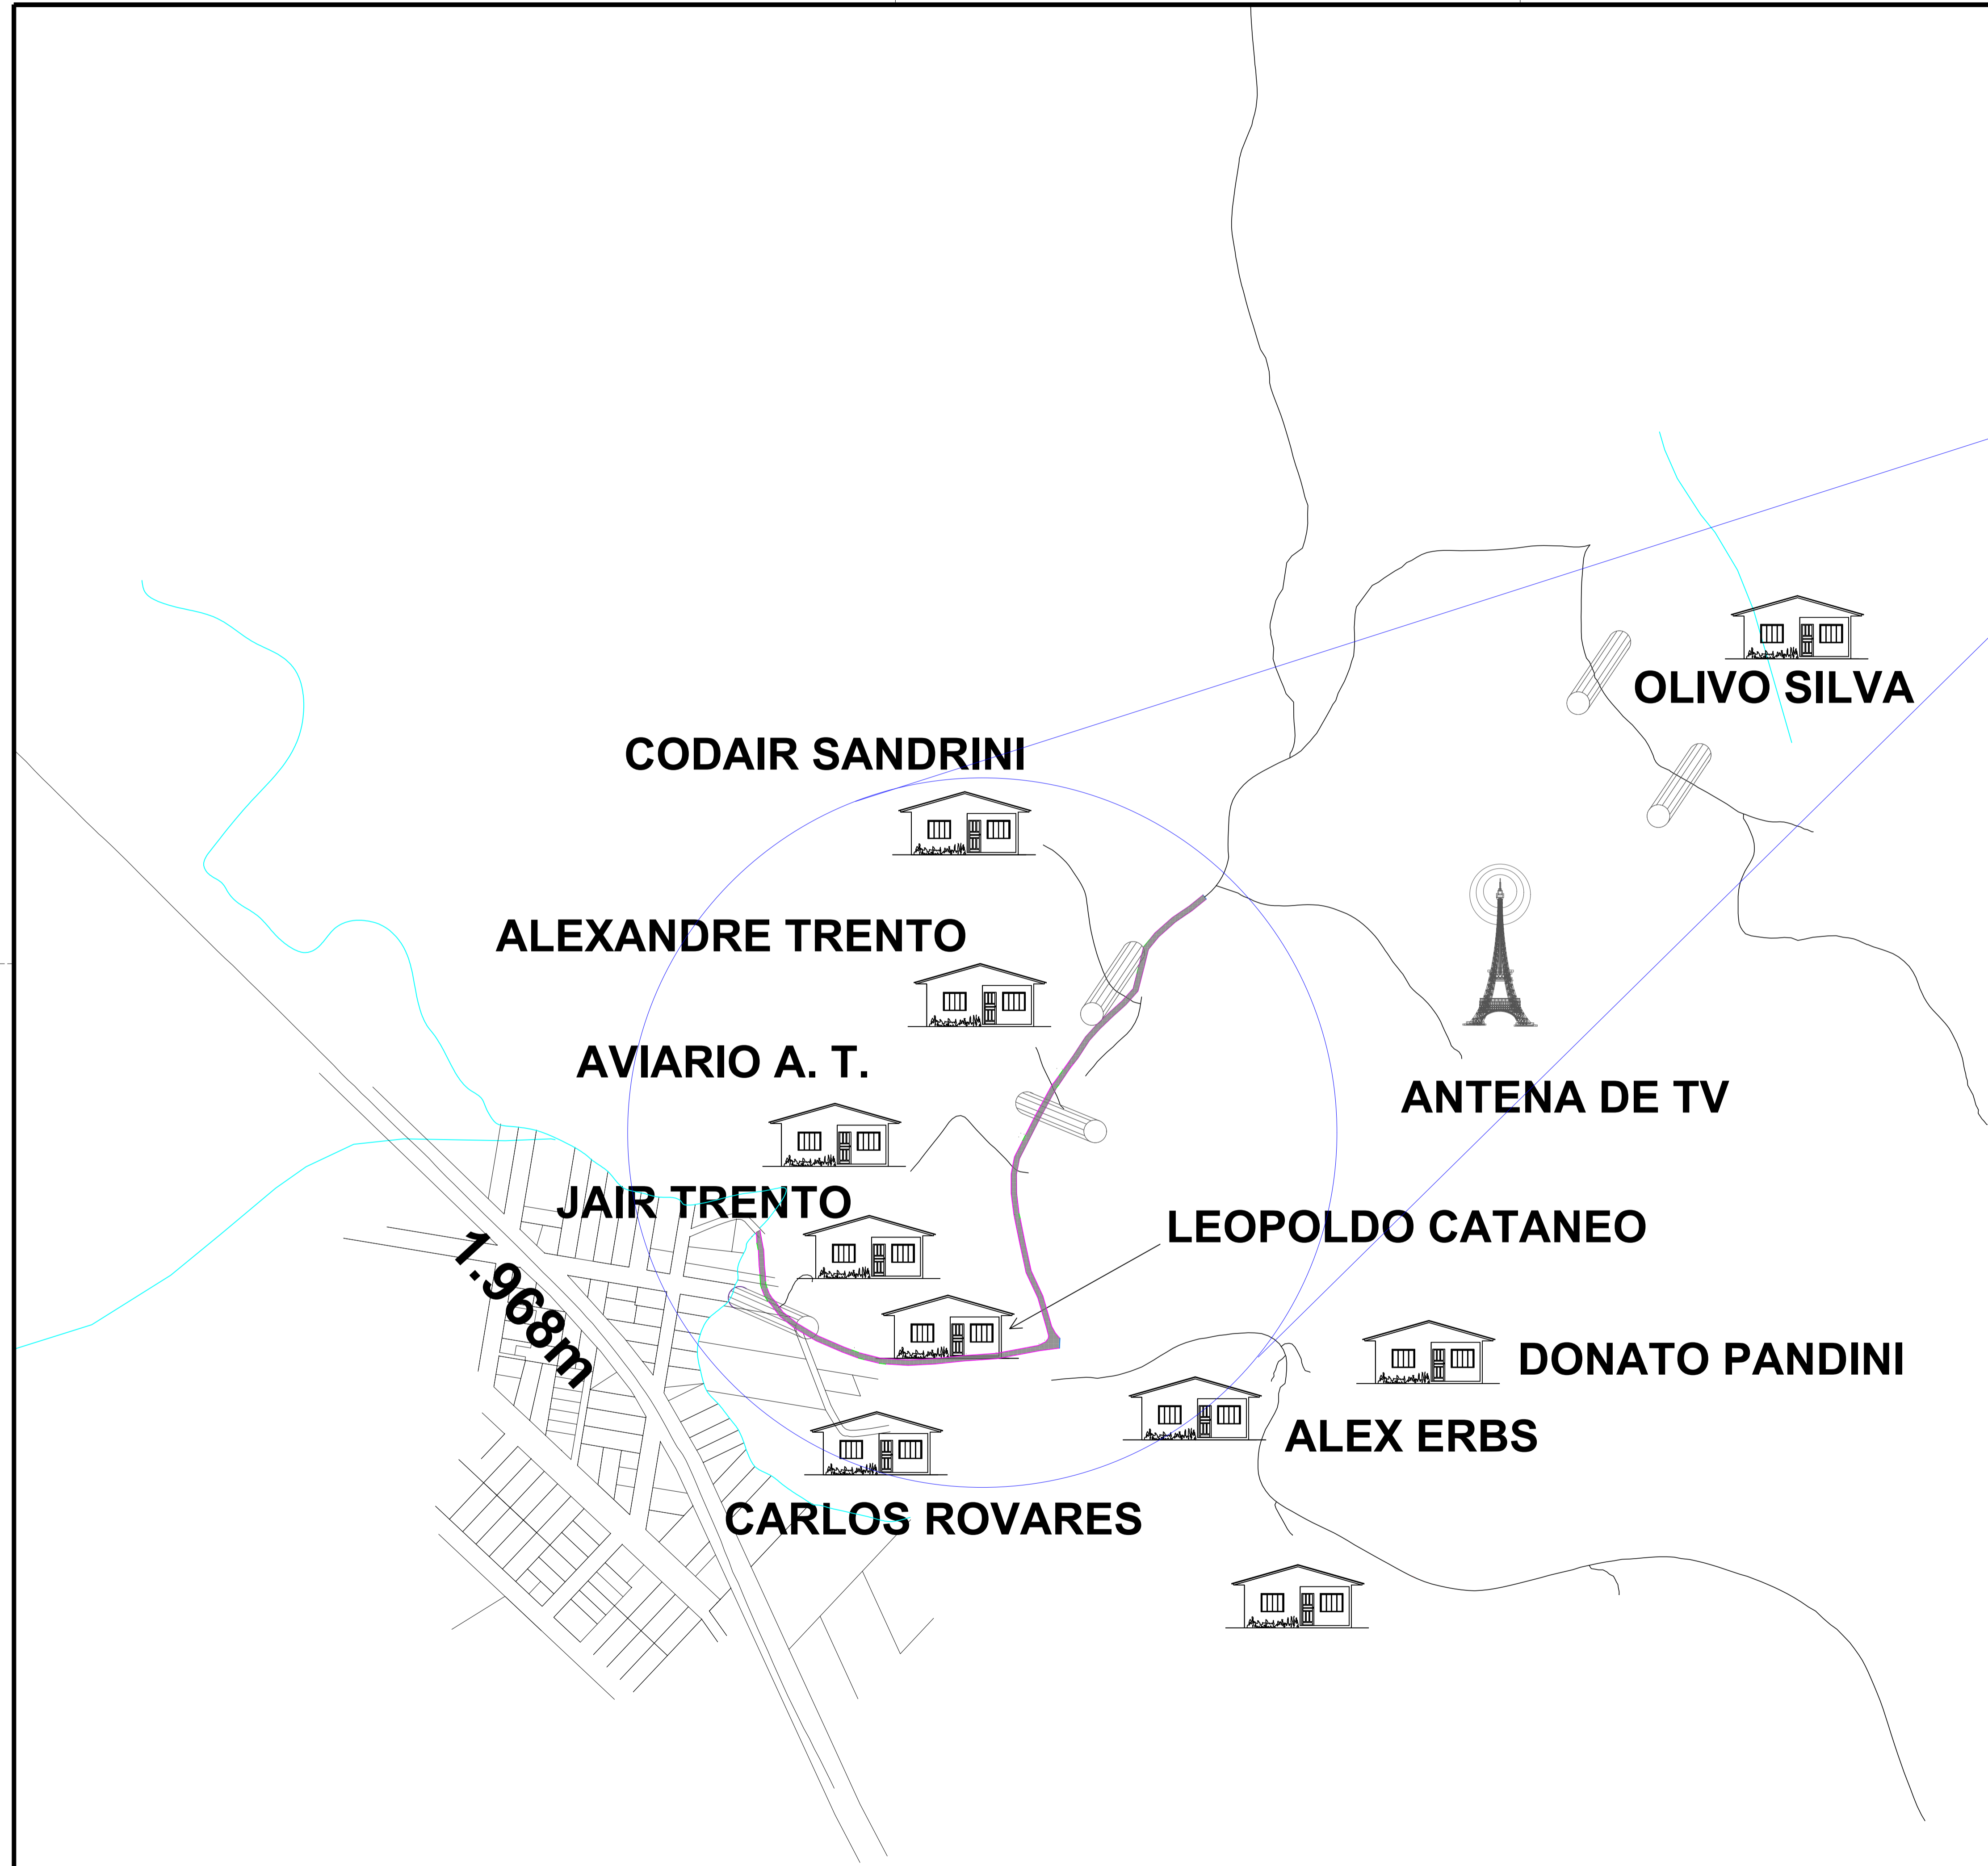 OLIVO SILVA
CODAIR SANDRINI
ALEXANDRE TRENTO
AVIARIO A. T.
ANTENA DE TV
JAIR TRENTO
LEOPOLDO CATANEO
1.968m
DONATO PANDINI
ALEX ERBS
CARLOS ROVARES